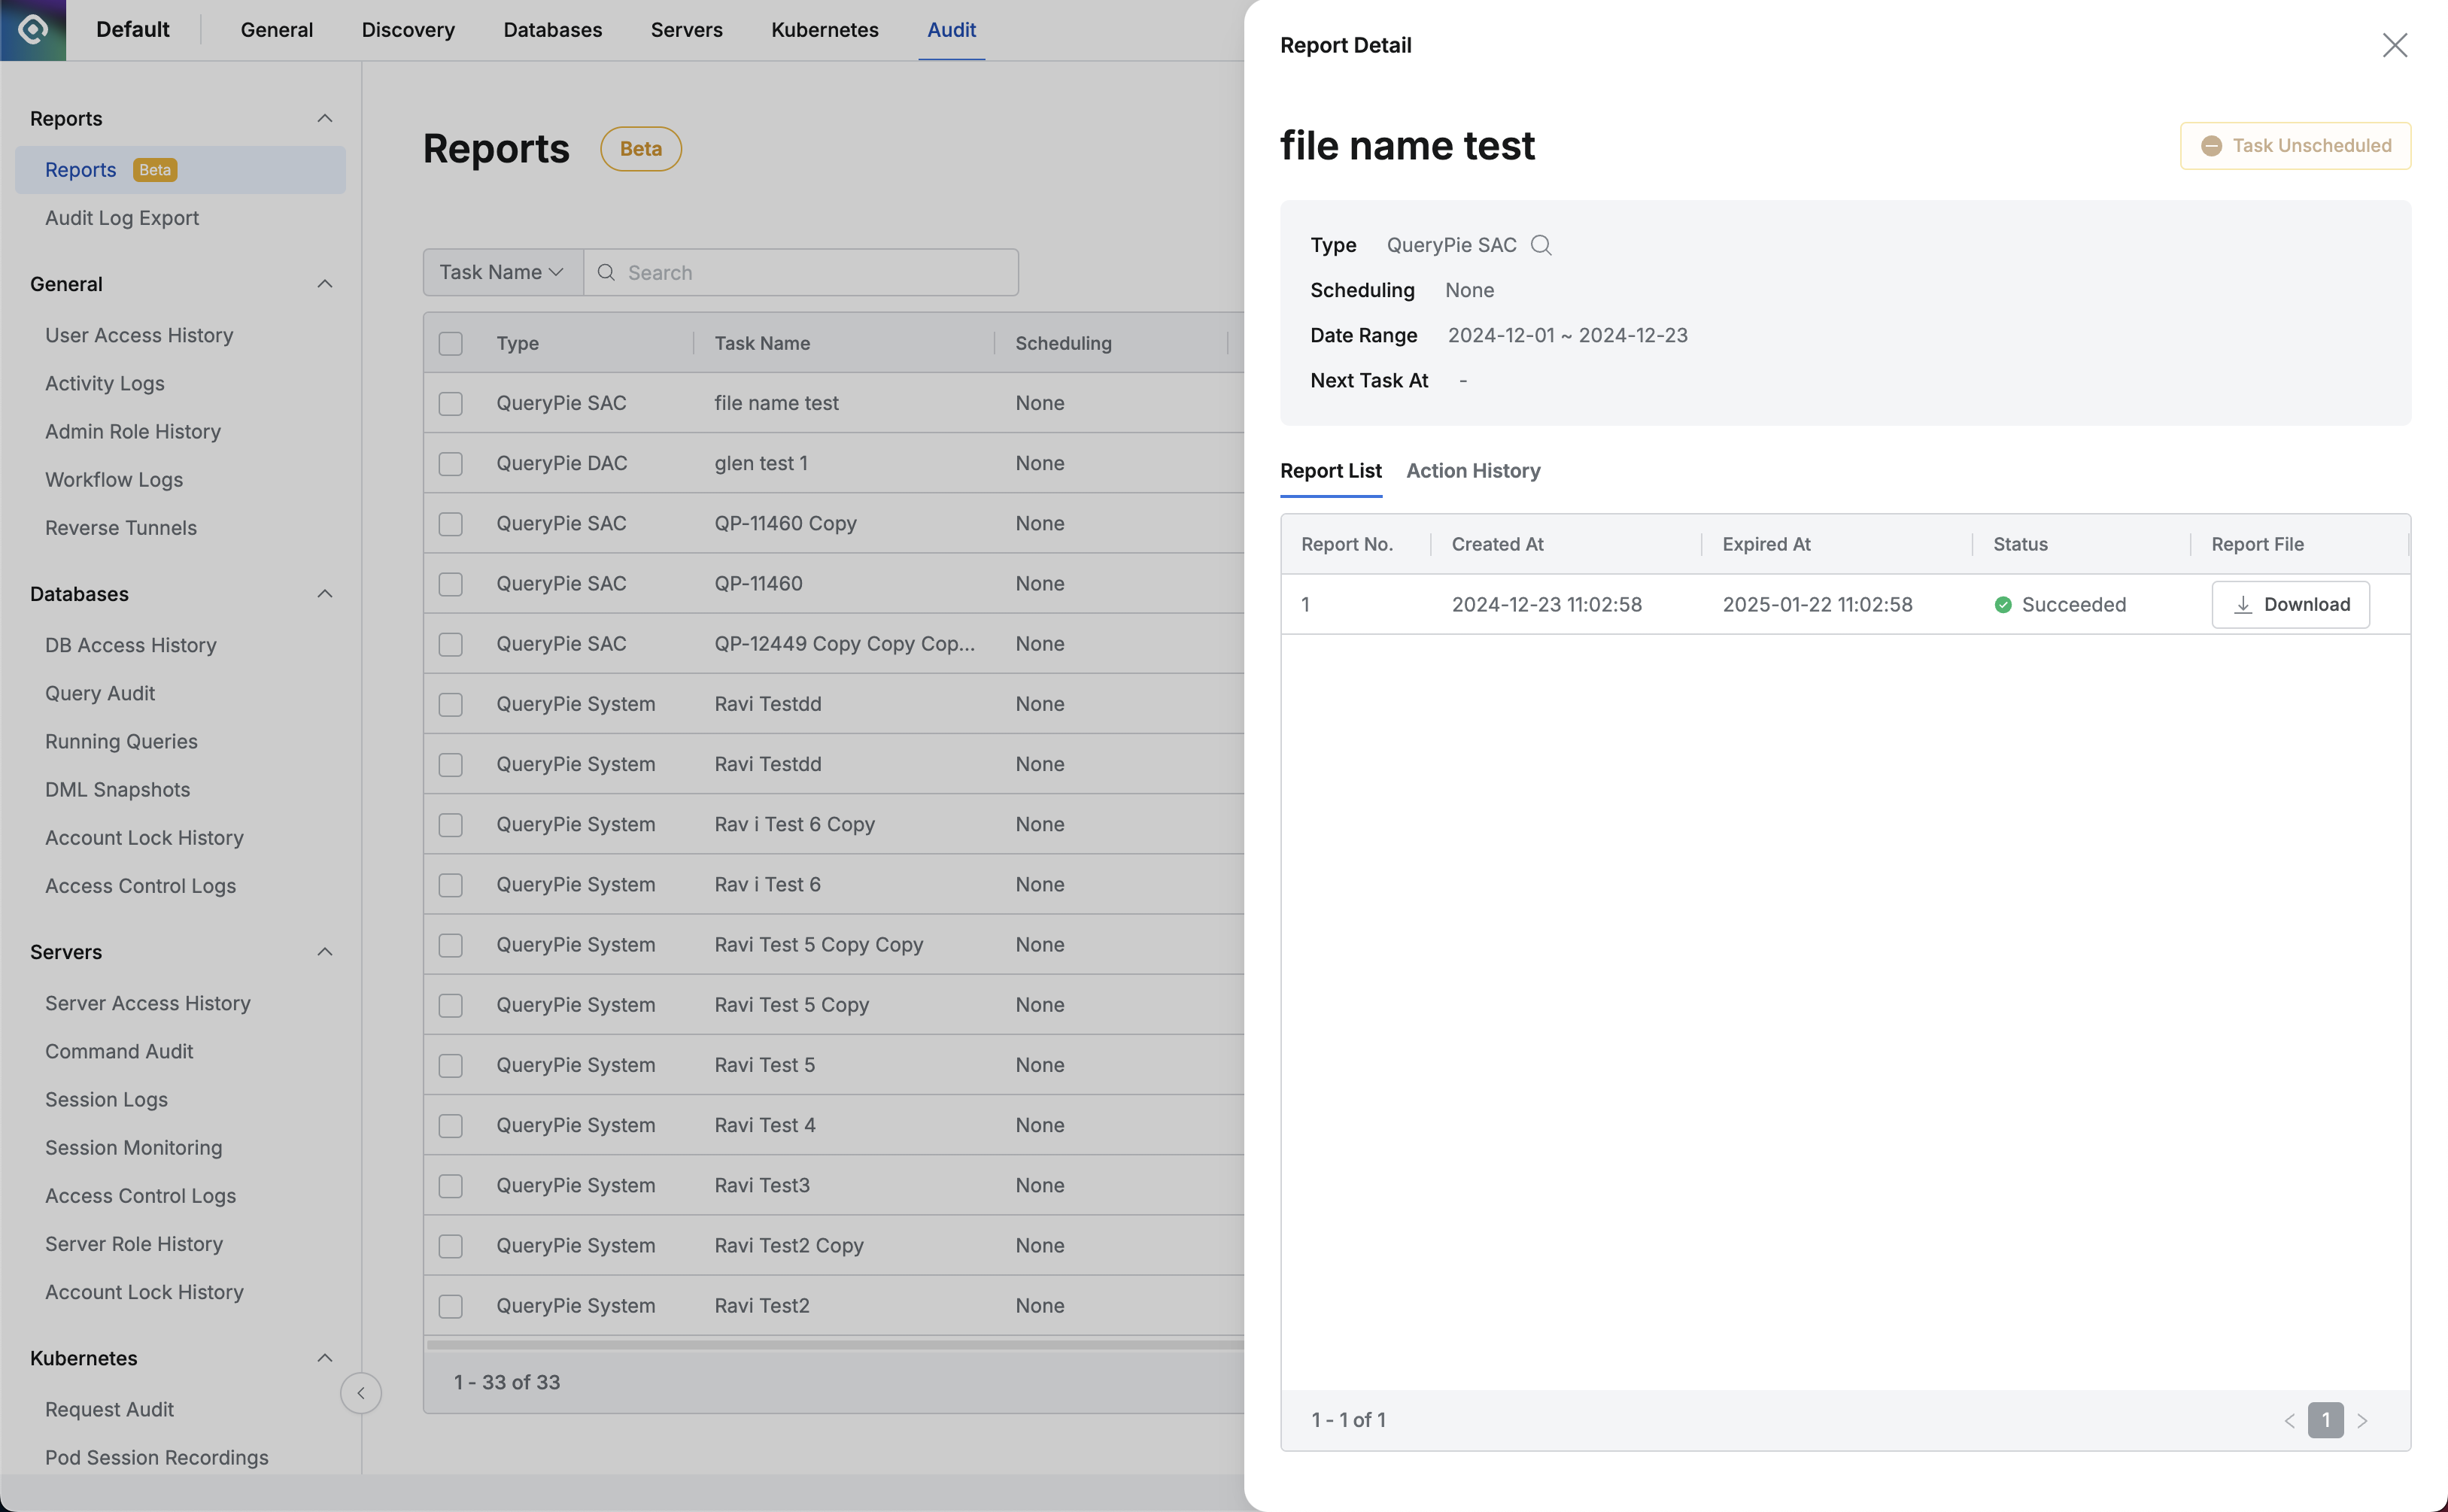 Default
General
Discovery
Databases
Servers
Kubernetes
Audit
Reports
Reports Beta
Audit Log Export
General
User Access History
Activity Logs
Admin Role History
Workflow Logs
Reverse Tunnels
Databases
DB Access History
Query Audit
Running Queries
DML Snapshots
Account Lock History
Access Control Logs
Servers
Server Access History
Command Audit
Session Logs
Session Monitoring
Access Control Logs
Server Role History
Account Lock History
Kubernetes
Request Audit
Pod Session Recordings
Reports Beta
Task Name Search
Type Task Name Scheduling
QueryPie SAC file name test None
QueryPie DAC glen test 1 None
QueryPie SAC QP-11460 Copy None
QueryPie SAC QP-11460 None
QueryPie SAC QP-12449 Copy Copy Cop... None
QueryPie System Ravi Testdd None
QueryPie System Ravi Testdd None
QueryPie System Rav i Test 6 Copy None
QueryPie System Rav i Test 6 None
QueryPie System Ravi Test 5 Copy Copy None
QueryPie System Ravi Test 5 Copy None
QueryPie System Ravi Test 5 None
QueryPie System Ravi Test 4 None
QueryPie System Ravi Test3 None
QueryPie System Ravi Test2 Copy None
QueryPie System Ravi Test2 None
1 - 33 of 33
Report Detail
file name test
Task Unscheduled
Type QueryPie SAC
Scheduling None
Date Range 2024-12-01 ~ 2024-12-23
Next Task At -
Report List Action History
Report No. Created At Expired At Status Report File
1 2024-12-23 11:02:58 2025-01-22 11:02:58 Succeeded Download
1 - 1 of 1
1